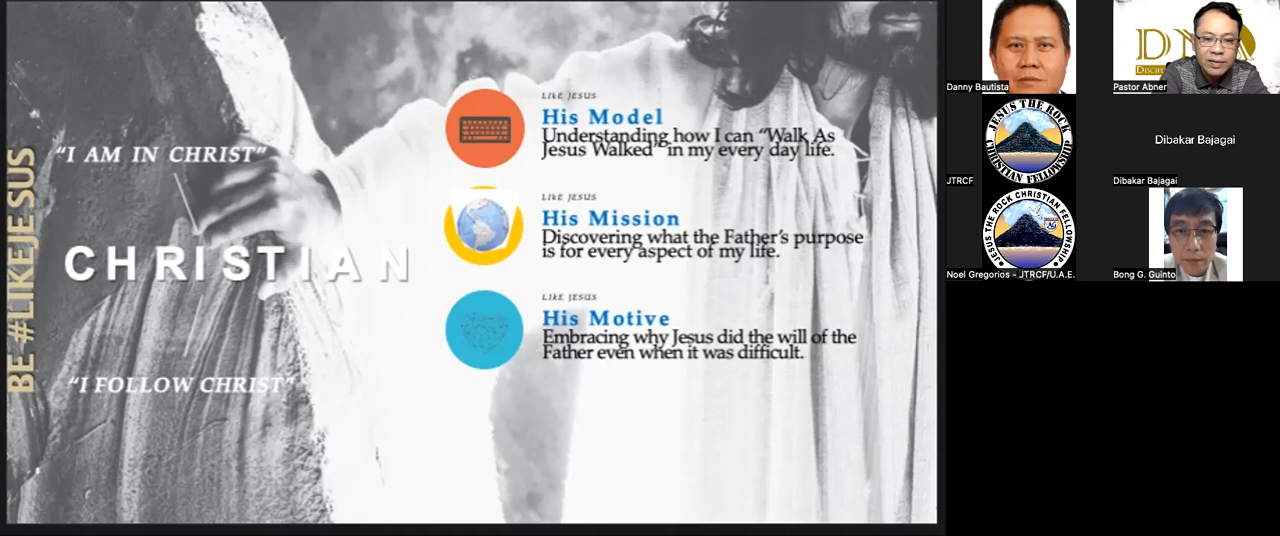 BE #LIKEJESUS
“I AM IN CHRIST”
CHRISTIAN
“I FOLLOW CHRIST”
LIKE JESUS
His Model
Understanding how I can “Walk As
Jesus Walked” in my every day life.
LIKE JESUS
His Mission
Discovering what the Father’s purpose
is for every aspect of my life.
LIKE JESUS
His Motive
Embracing why Jesus did the will of the
Father even when it was difficult.
Danny Bautista
Pastor Abner
JESUS THE ROCK
CHRISTIAN FELLOWSHIP
JTRCF
Dibakar Bajagai
Dibakar Bajagai
JESUS THE ROCK CHRISTIAN FELLOWSHIP
Noel Gregorios - JTRCF/U.A.E.
Bong G. Guinto